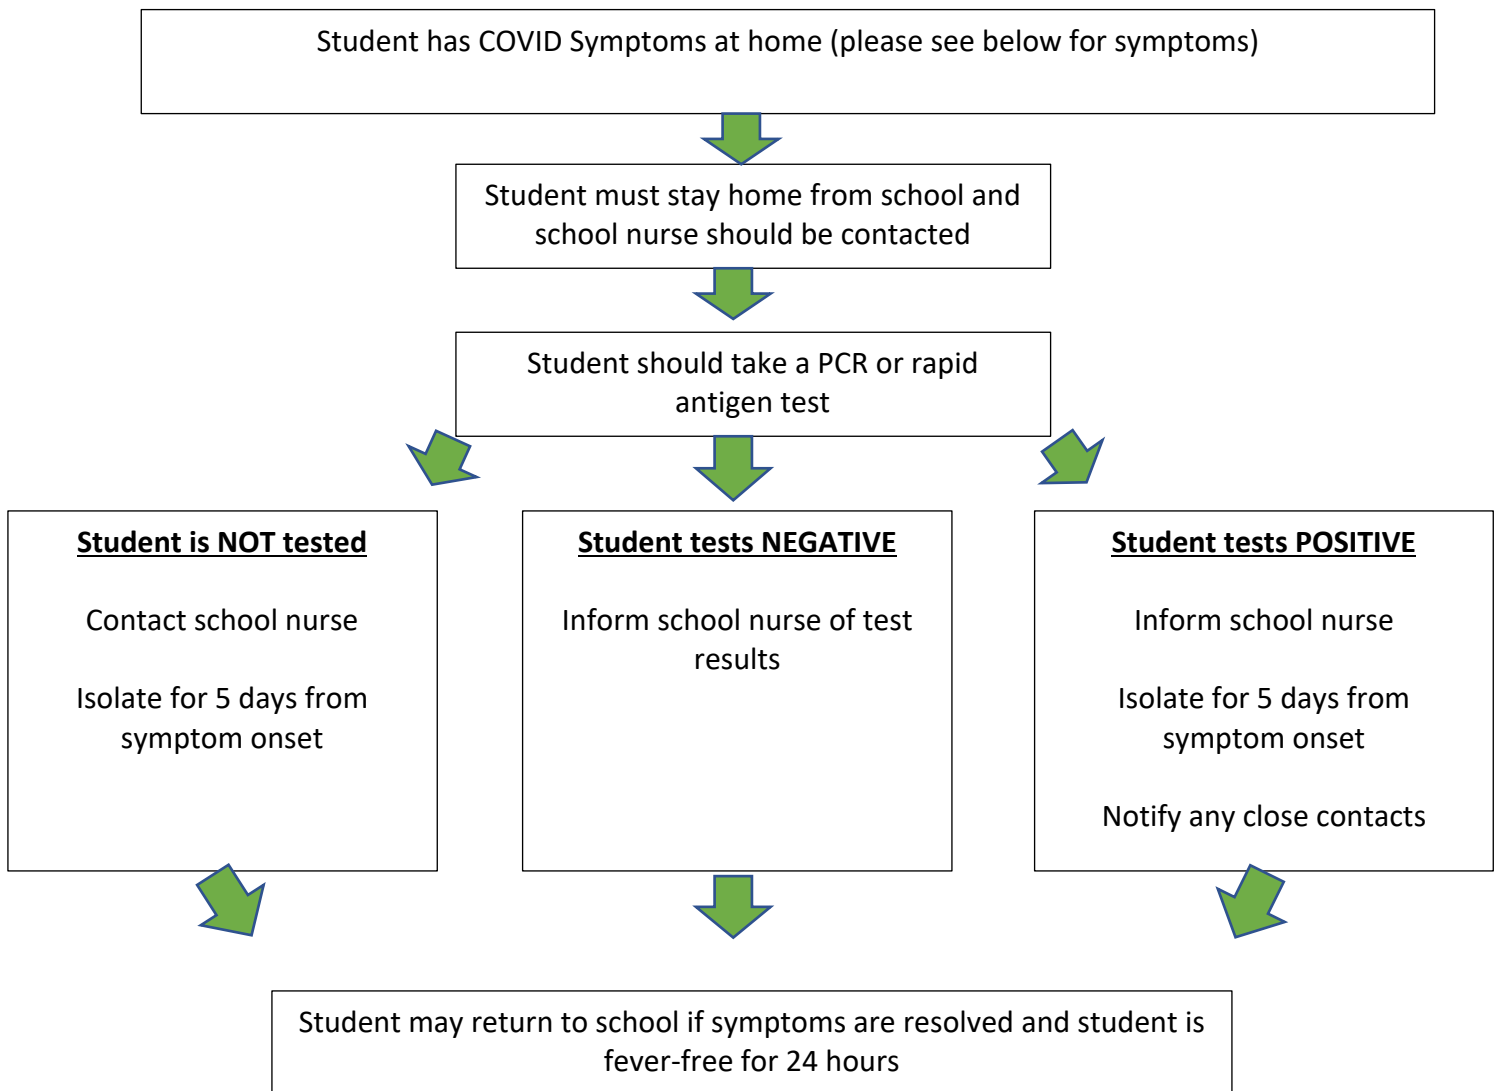 Student has COVID Symptoms at home (please see below for symptoms)
Student must stay home from school and
school nurse should be contacted
Student should take a PCR or rapid
antigen test
Student is NOT tested
Contact school nurse
Isolate for 5 days from
symptom onset
Student tests NEGATIVE
Inform school nurse of test
results
Student tests POSITIVE
Inform school nurse
Isolate for 5 days from
symptom onset
Notify any close contacts
Student may return to school if symptoms are resolved and student is
fever-free for 24 hours